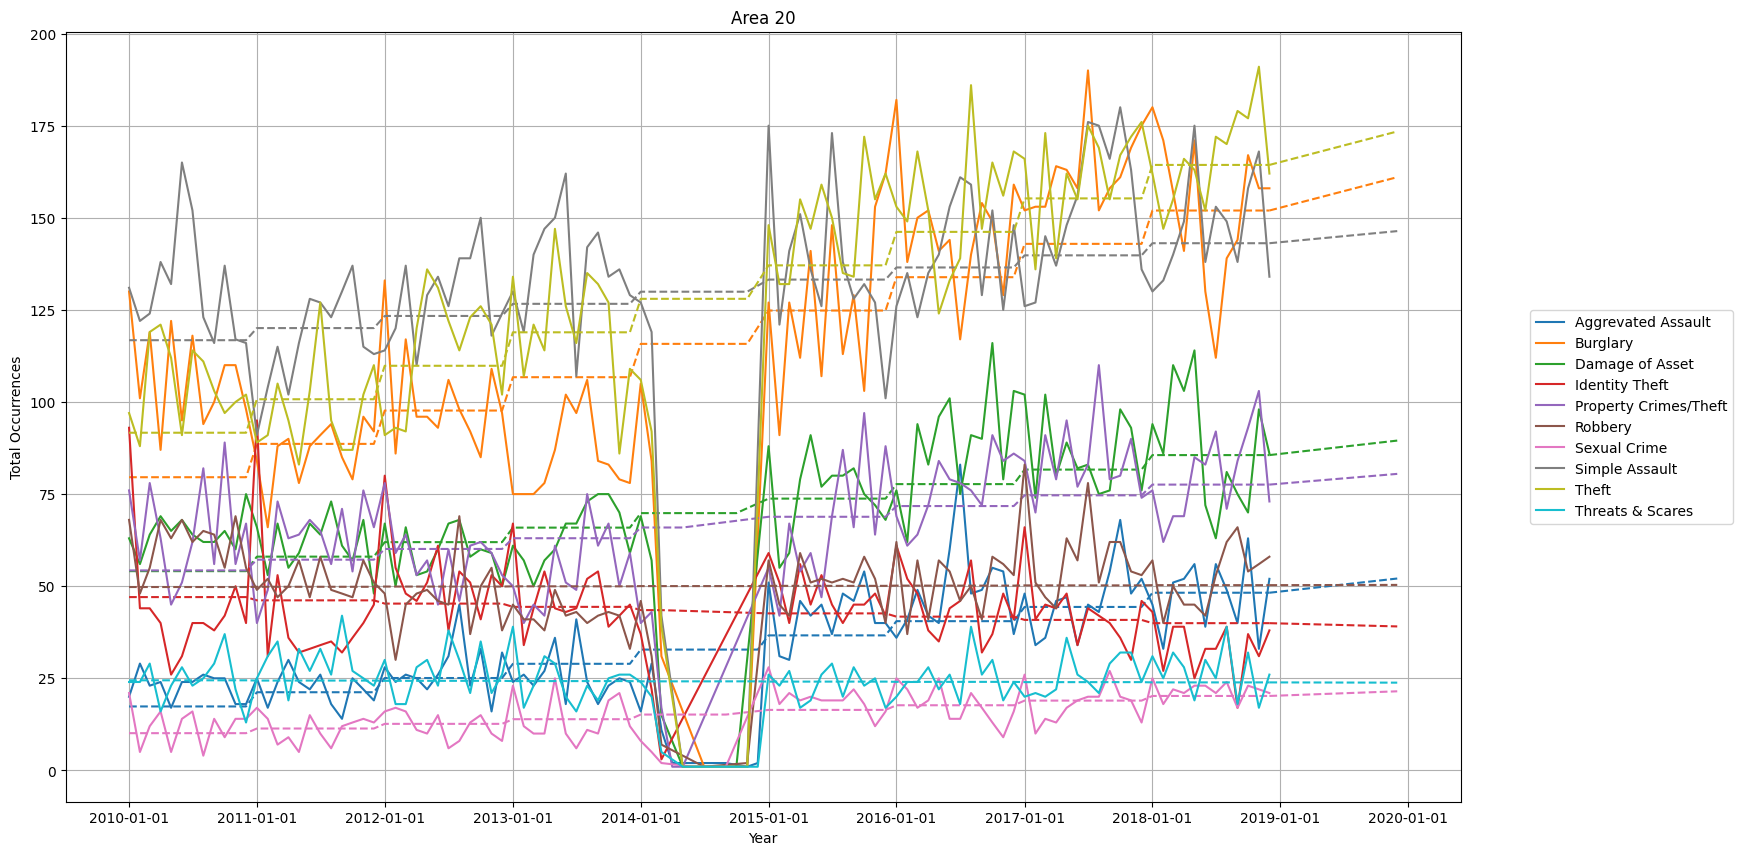 Area 20
Total Occurrences
200
175
150
125
100
75
50
25
0
2010-01-01
2011-01-01
2012-01-01
2013-01-01
2014-01-01
2015-01-01
2016-01-01
2017-01-01
2018-01-01
2019-01-01
2020-01-01
Year
Aggrevated Assault
Burglary
Damage of Asset
Identity Theft
Property Crimes/Theft
Robbery
Sexual Crime
Simple Assault
Theft
Threats & Scares